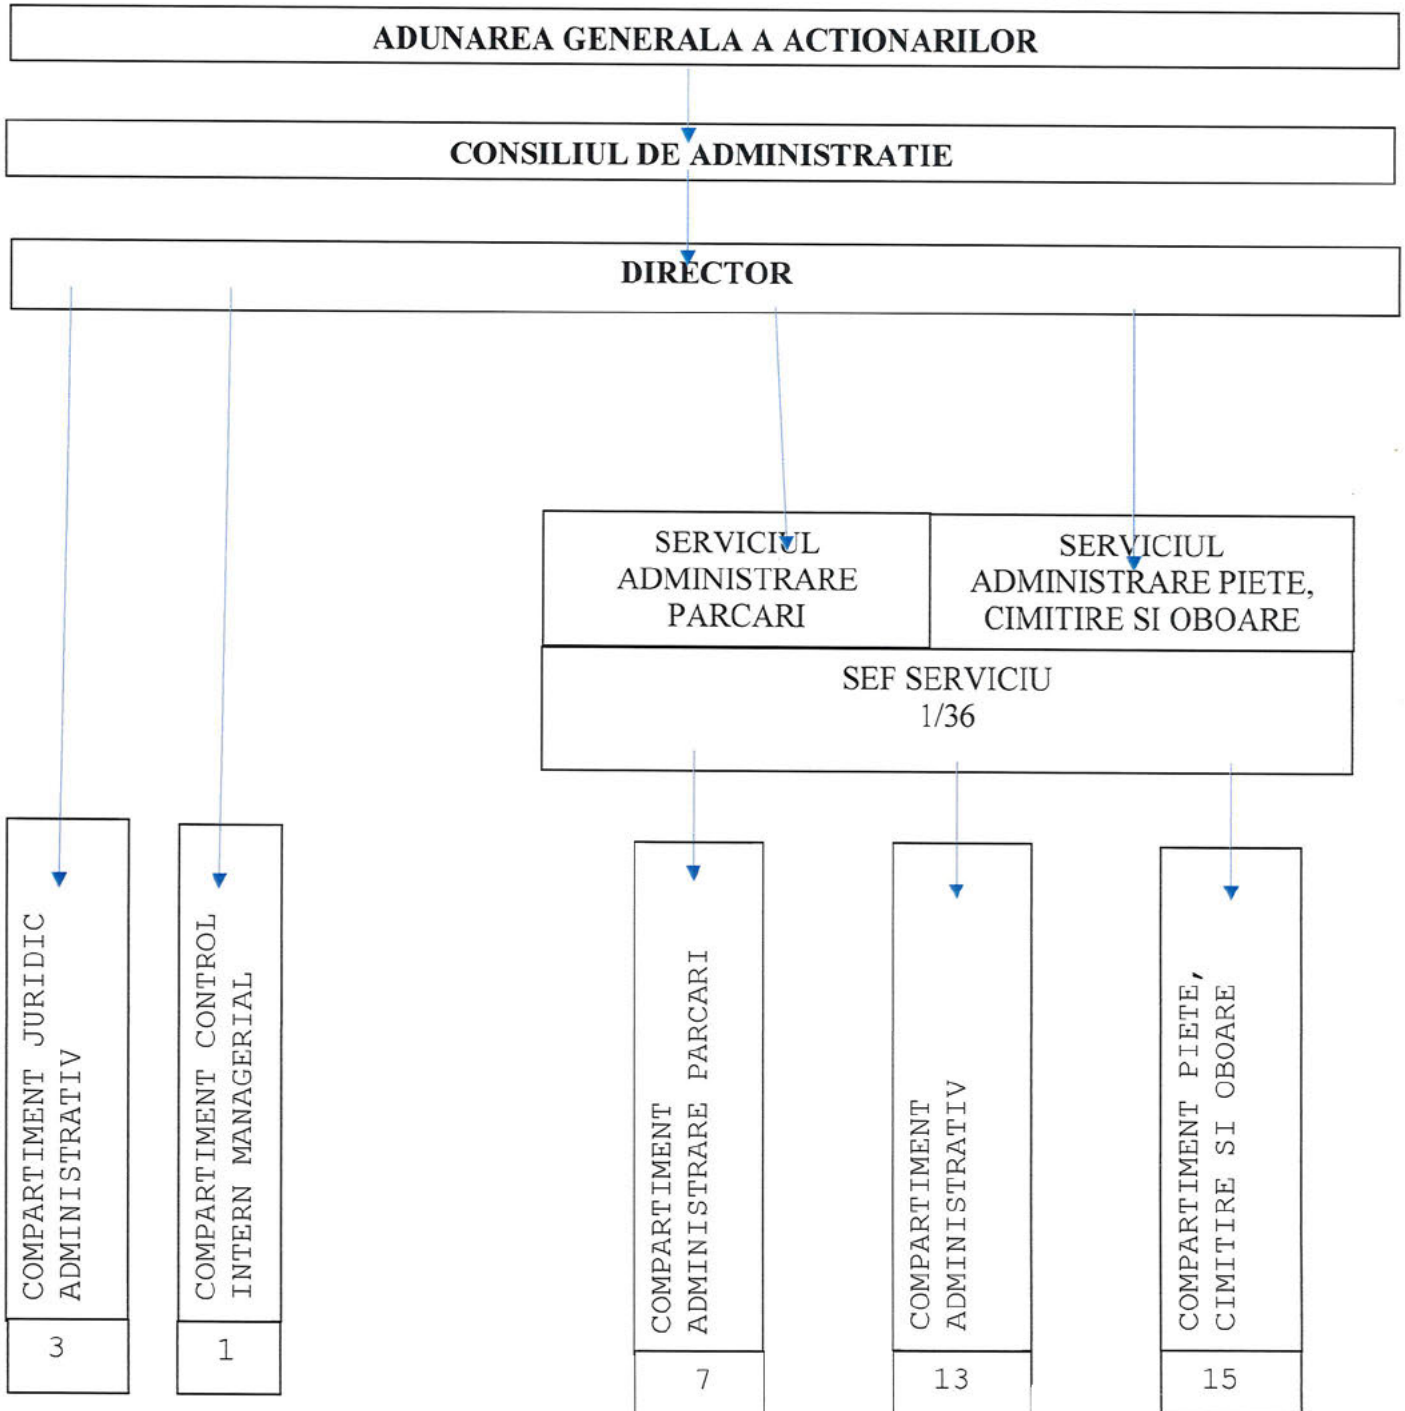 ADUNAREA GENERALA A ACTIONARILOR
CONSILIUL DE ADMINISTRATIE
DIRECTOR
SERVICIUL
ADMINISTRARE
PARCARI
SERVICIUL
ADMINISTRARE PIETE,
CIMITIRE SI OBOARE
SEF SERVICIU
1/36
COMPARTIMENT JURIDIC
ADMINISTRATIV
3
COMPARTIMENT CONTROL
INTERN MANAGERIAL
1
COMPARTIMENT
ADMINISTRARE PARCARI
7
COMPARTIMENT
ADMINISTRATIV
13
COMPARTIMENT PIETE,
CIMITIRE SI OBOARE
15